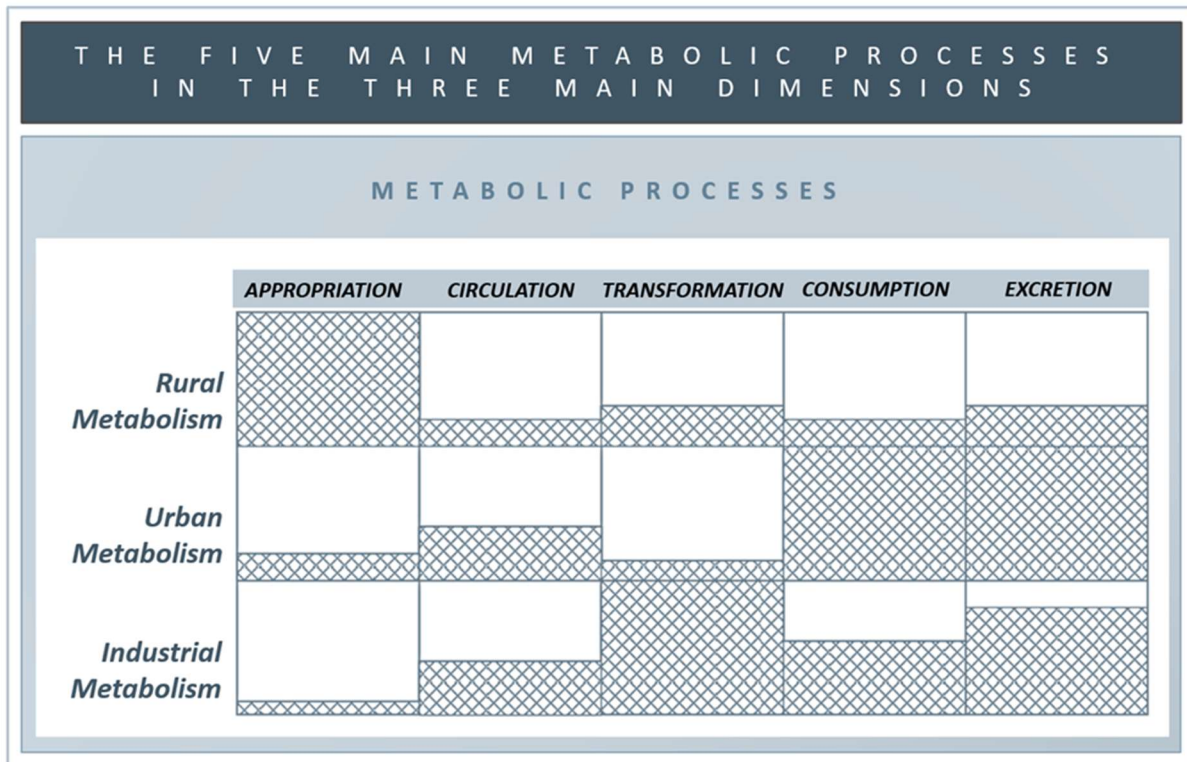 THE FIVE MAIN METABOLIC PROCESSES
IN THE THREE MAIN DIMENSIONS
METABOLIC PROCESSES
APPROPRIATION CIRCULATION TRANSFORMATION CONSUMPTION EXCRETION
Rural
Metabolism
Urban
Metabolism
Industrial
Metabolism